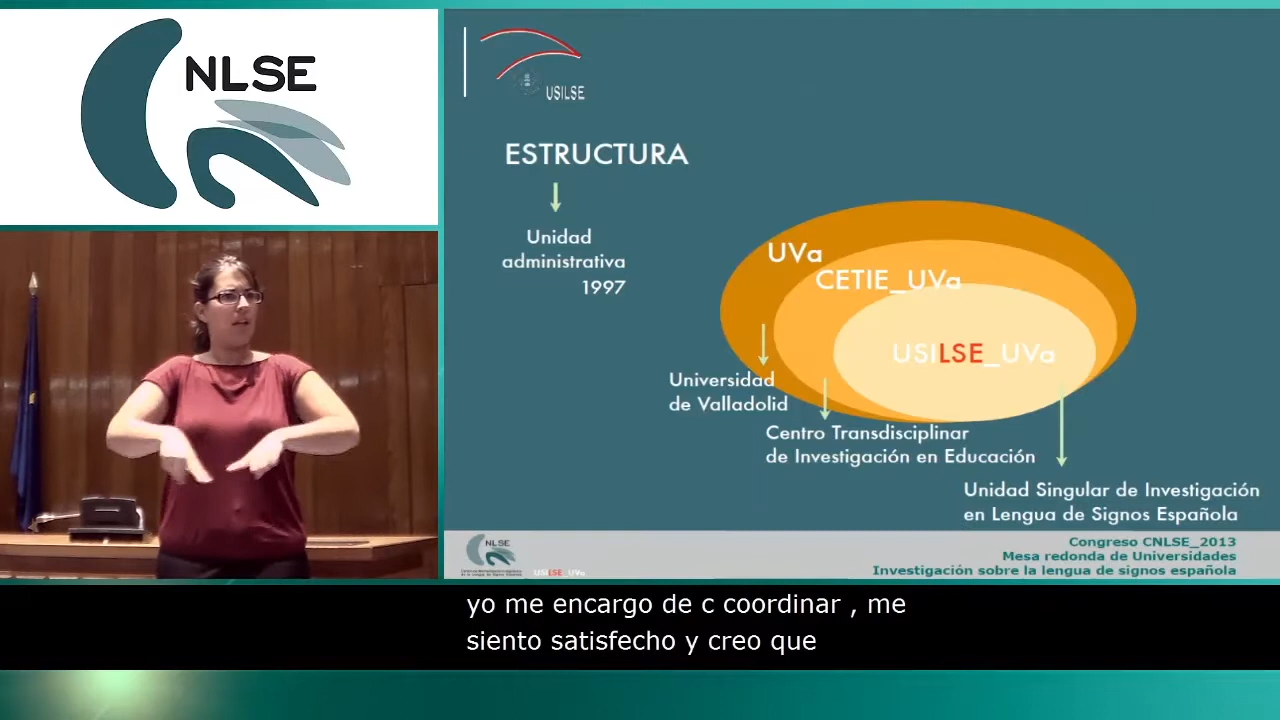 CNLSE
USILSE
ESTRUCTURA
Unidad
administrativa
1997
UVa
CETIE_UVa
USILSE_UVa
Universidad
de Valladolid
Centro Transdisciplinar
de Investigación en Educación
Unidad Singular de Investigación
en Lengua de Signos Española
CNLSE
USILSE_UVa
Congreso CNLSE_2013
Mesa redonda de Universidades
Investigación sobre la lengua de signos española
yo me encargo de c coordinar , me
siento satisfecho y creo que